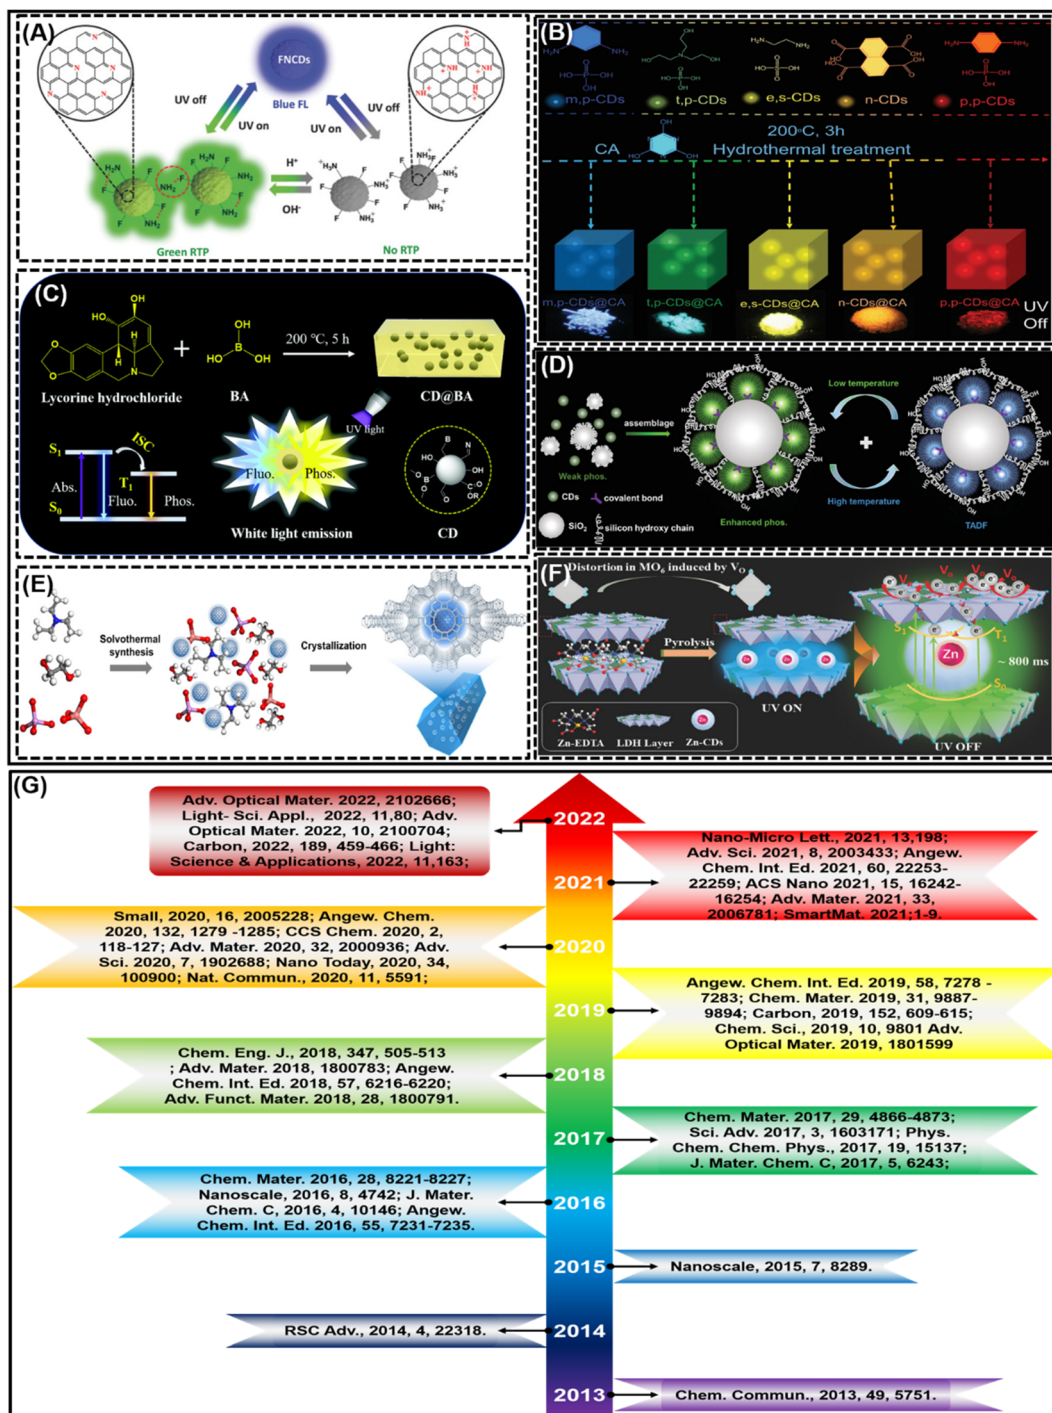 (A)
N
N
N
N
N
FNCDs
Blue FL
UV off
UV on
UV off
UV on
H⁺
OH⁻
Green RTP
No RTP
(B)
m,p-CDs
t,p-CDs
e,s-CDs
n-CDs
p,p-CDs
CA
200°C, 3h
Hydrothermal treatment
m,p-CDs@CA
t,p-CDs@CA
e,s-CDs@CA
n-CDs@CA
p,p-CDs@CA
UV
Off
(C)
Lycorine hydrochloride
+
BA
200 °C, 5 h
CD@BA
UV light
S₁
ISC
T₁
Abs.
Fluo.
Phos.
S₀
Fluo.
Phos.
White light emission
CD
(D)
assemblage
Weak phos.
CDs
covalent bond
SiO₂
silicon hydroxy chain
Enhanced phos.
Low temperature
+
High temperature
TADF
(E)
Solvothermal
synthesis
Crystallization
(F)
Distortion in MO₆ induced by V₀
Pyrolysis
Zn
Zn
Zn
UV ON
Zn-EDTA
LDH Layer
Zn-CDs
Zn
S₁
T₁
Zn
~ 800 ms
S₀
UV OFF
(G)
Adv. Optical Mater. 2022, 2102666;
Light- Sci. Appl., 2022, 11,80; Adv.
Optical Mater. 2022, 10, 2100704;
Carbon, 2022, 189, 459-466; Light:
Science & Applications, 2022, 11,163;
2022
Nano-Micro Lett., 2021, 13,198;
Adv. Sci. 2021, 8, 2003433; Angew.
Chem. Int. Ed. 2021, 60, 22253-
22259; ACS Nano 2021, 15, 16242-
16254; Adv. Mater. 2021, 33,
2006781; SmartMat. 2021;1-9.
2021
Small, 2020, 16, 2005228; Angew. Chem.
2020, 132, 1279 -1285; CCS Chem. 2020, 2,
118-127; Adv. Mater. 2020, 32, 2000936; Adv.
Sci. 2020, 7, 1902688; Nano Today, 2020, 34,
100900; Nat. Commun., 2020, 11, 5591;
2020
Angew. Chem. Int. Ed. 2019, 58, 7278 -
7283; Chem. Mater. 2019, 31, 9887-
9894; Carbon, 2019, 152, 609-615;
Chem. Sci., 2019, 10, 9801 Adv.
Optical Mater. 2019, 1801599
2019
Chem. Eng. J., 2018, 347, 505-513
; Adv. Mater. 2018, 1800783; Angew.
Chem. Int. Ed. 2018, 57, 6216-6220;
Adv. Funct. Mater. 2018, 28, 1800791.
2018
Chem. Mater. 2017, 29, 4866-4873;
Sci. Adv. 2017, 3, 1603171; Phys.
Chem. Chem. Phys., 2017, 19, 15137;
J. Mater. Chem. C, 2017, 5, 6243;
2017
Chem. Mater. 2016, 28, 8221-8227;
Nanoscale, 2016, 8, 4742; J. Mater.
Chem. C, 2016, 4, 10146; Angew.
Chem. Int. Ed. 2016, 55, 7231-7235.
2016
2015
Nanoscale, 2015, 7, 8289.
RSC Adv., 2014, 4, 22318.
2014
2013
Chem. Commun., 2013, 49, 5751.